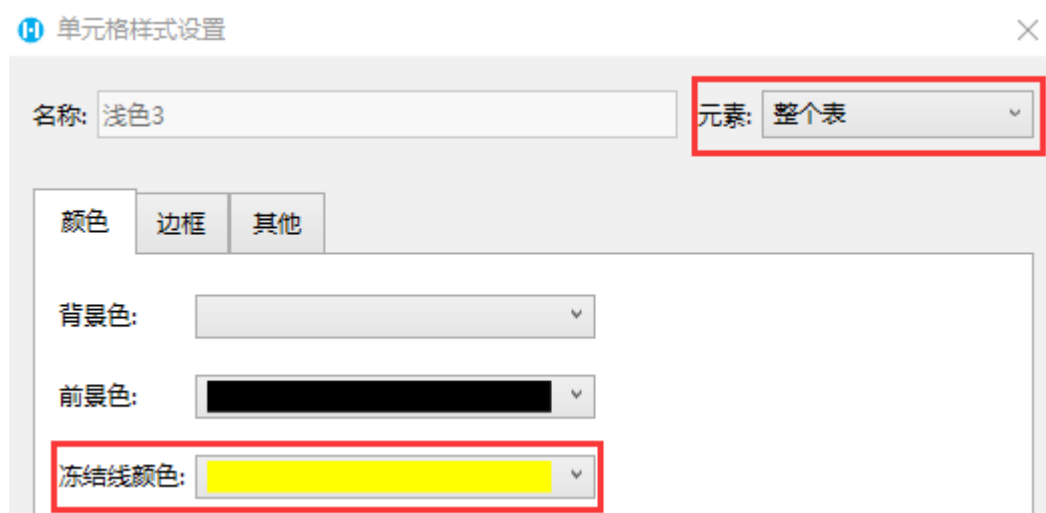 单元格样式设置
名称: 浅色3 元素: 整个表
颜色 边框 其他
背景色:
前景色:
冻结线颜色: